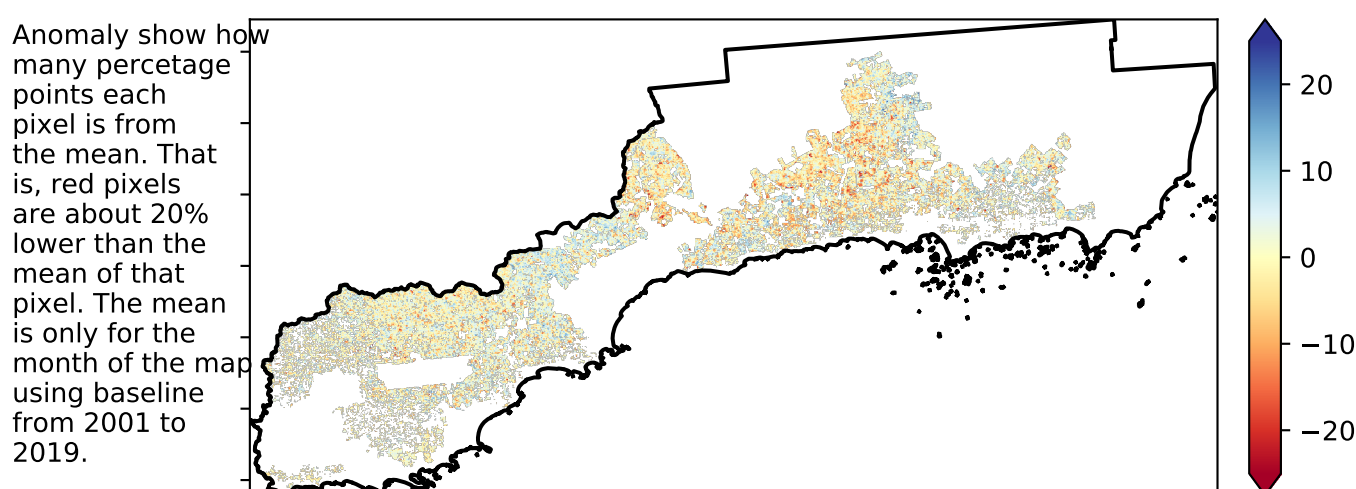 Anomaly show how
many percetage
points each
pixel is from
the mean. That
is, red pixels
are about 20%
lower than the
mean of that
pixel. The mean
is only for the
month of the map
using baseline
from 2001 to
2019.
20
10
0
−10
−20